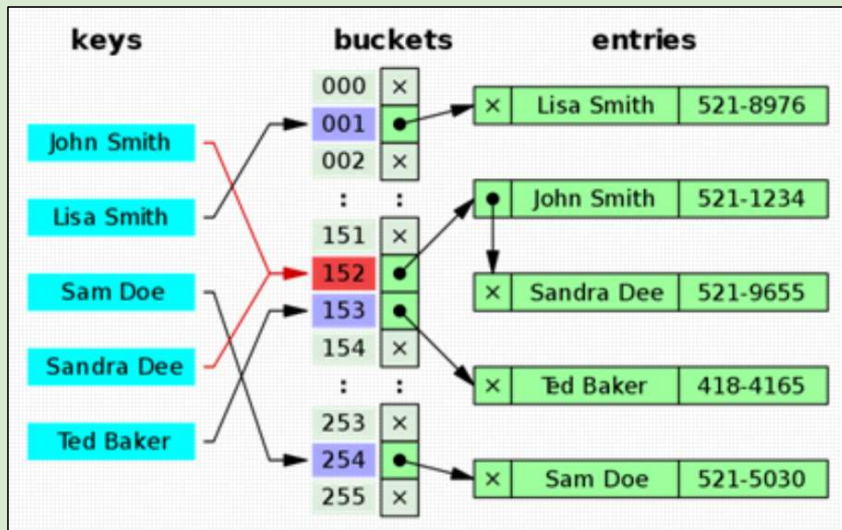 keys buckets entries
John Smith
Lisa Smith
Sam Doe
Sandra Dee
Ted Baker
000 ×
001
002 ×
: :
151 ×
152
153
154 ×
: :
253 ×
254
255 ×
× Lisa Smith 521-8976
John Smith 521-1234
× Sandra Dee 521-9655
× Ted Baker 418-4165
× Sam Doe 521-5030